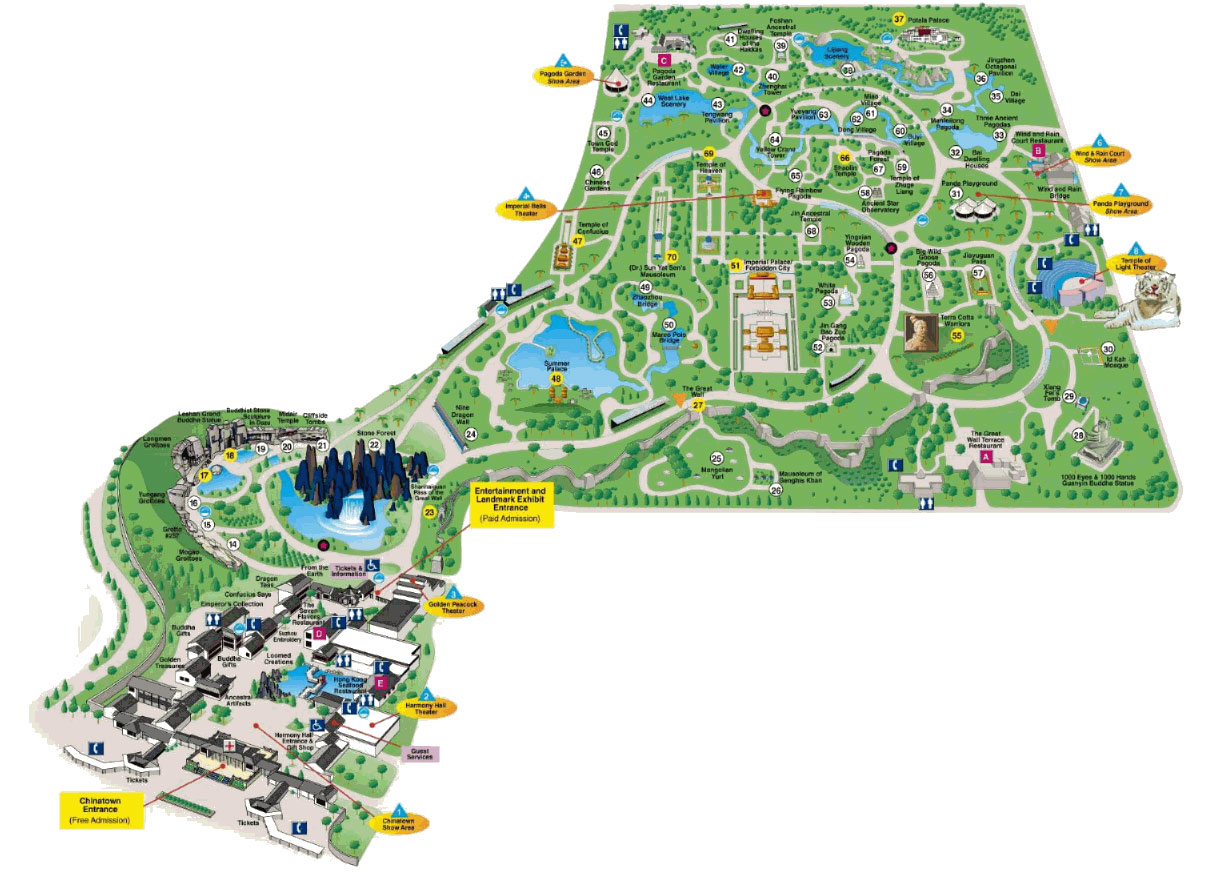 37
Potala Palace
Foshan
Ancestral
Temple
39
41
Dwelling
Houses
of the
Hakkas
C
Pagoda
Garden
Restaurant
Pagoda Garden
Show Area
Water
Village
42
40
Zhenghai
Tower
Lijiang
Scenery
Jingzhen
Octagonal
Pavilion
36
35
Dai
Village
44
West Lake
Scenery
43
Tengwang
Pavilion
Yueyang
Pavilion
63
Miao
Village
61
62
Dong Village
60
Buyi
Village
34
Manfeilong
Pagoda
Three Ancient
Pagodas
33
45
Town God
Temple
64
Yellow Crane
Tower
Wind and Rain
Court Restaurant
B
6
Wind & Rain Court
Show Area
32
Bai
Dwelling
Houses
69
Temple of
Heaven
66
Shaolin
Temple
Pagoda
Forest
67
59
Temple of
Zhuge
Liang
46
Chinese
Gardens
65
Flying Rainbow
Pagoda
58
Ancient Star
Observatory
Panda Playground
31
Wind and Rain
Bridge
7
Panda Playground
Show Area
4
Imperial Bells
Theater
Temple of
Confucius
47
Jin Ancestral
Temple
68
70
(Dr.) Sun Yat Sen's
Mausoleum
51
Imperial Palace/
Forbidden City
Yingxian
Wooden
Pagoda
54
Big Wild
Goose
Pagoda
56
Jiayuguan
Pass
57
8
Temple of
Light Theater
49
Zhaozhou
Bridge
White
Pagoda
53
50
Marco Polo
Bridge
Jin Gang
Bao Zuo
Pagoda
52
Terra Cotta
Warriors
55
30
Id Kah
Mosque
Summer
Palace
48
The Great
Wall
27
Xiang
Fei's
Tomb
29
28
Nine
Dragon
Wall
24
The Great
Wall Terrace
Restaurant
A
25
Mongolian
Yurt
Mausoleum of
Genghis Khan
26
1000 Eyes & 1000 Hands
Guanyin Buddha Statue
Leshan Grand
Buddha Statue
Buddhist Stone
Sculpture
in Dazu
Midair
Temple
Cliffside
Tombs
Stone Forest
Longmen
Grottoes
18
19
20
21
22
17
Yungang
Grottoes
16
15
14
Grotto
Mogao
Grottoes
Shanhaiguan
Pass of the
Great Wall
23
Entertainment and
Landmark Exhibit
Entrance
(Paid Admission)
From the
Earth
Tickets &
Information
Dragon
Teas
Confucius Says
Emperor's Collection
The
Seven
Flavors
Restaurant
D
3
Golden Peacock
Theater
Buddha
Gifts
Suzhou
Embroidery
Golden
Treasures
Buddha
Gifts
Loomed
Creations
Hong Kong
Seafood
Restaurant
E
Ancestral
Artifacts
2
Harmony Hall
Theater
Harmony Hall
Entrance &
Gift Shop
Guest
Services
Tickets
Chinatown
Entrance
(Free Admission)
Tickets
1
Chinatown
Show Area